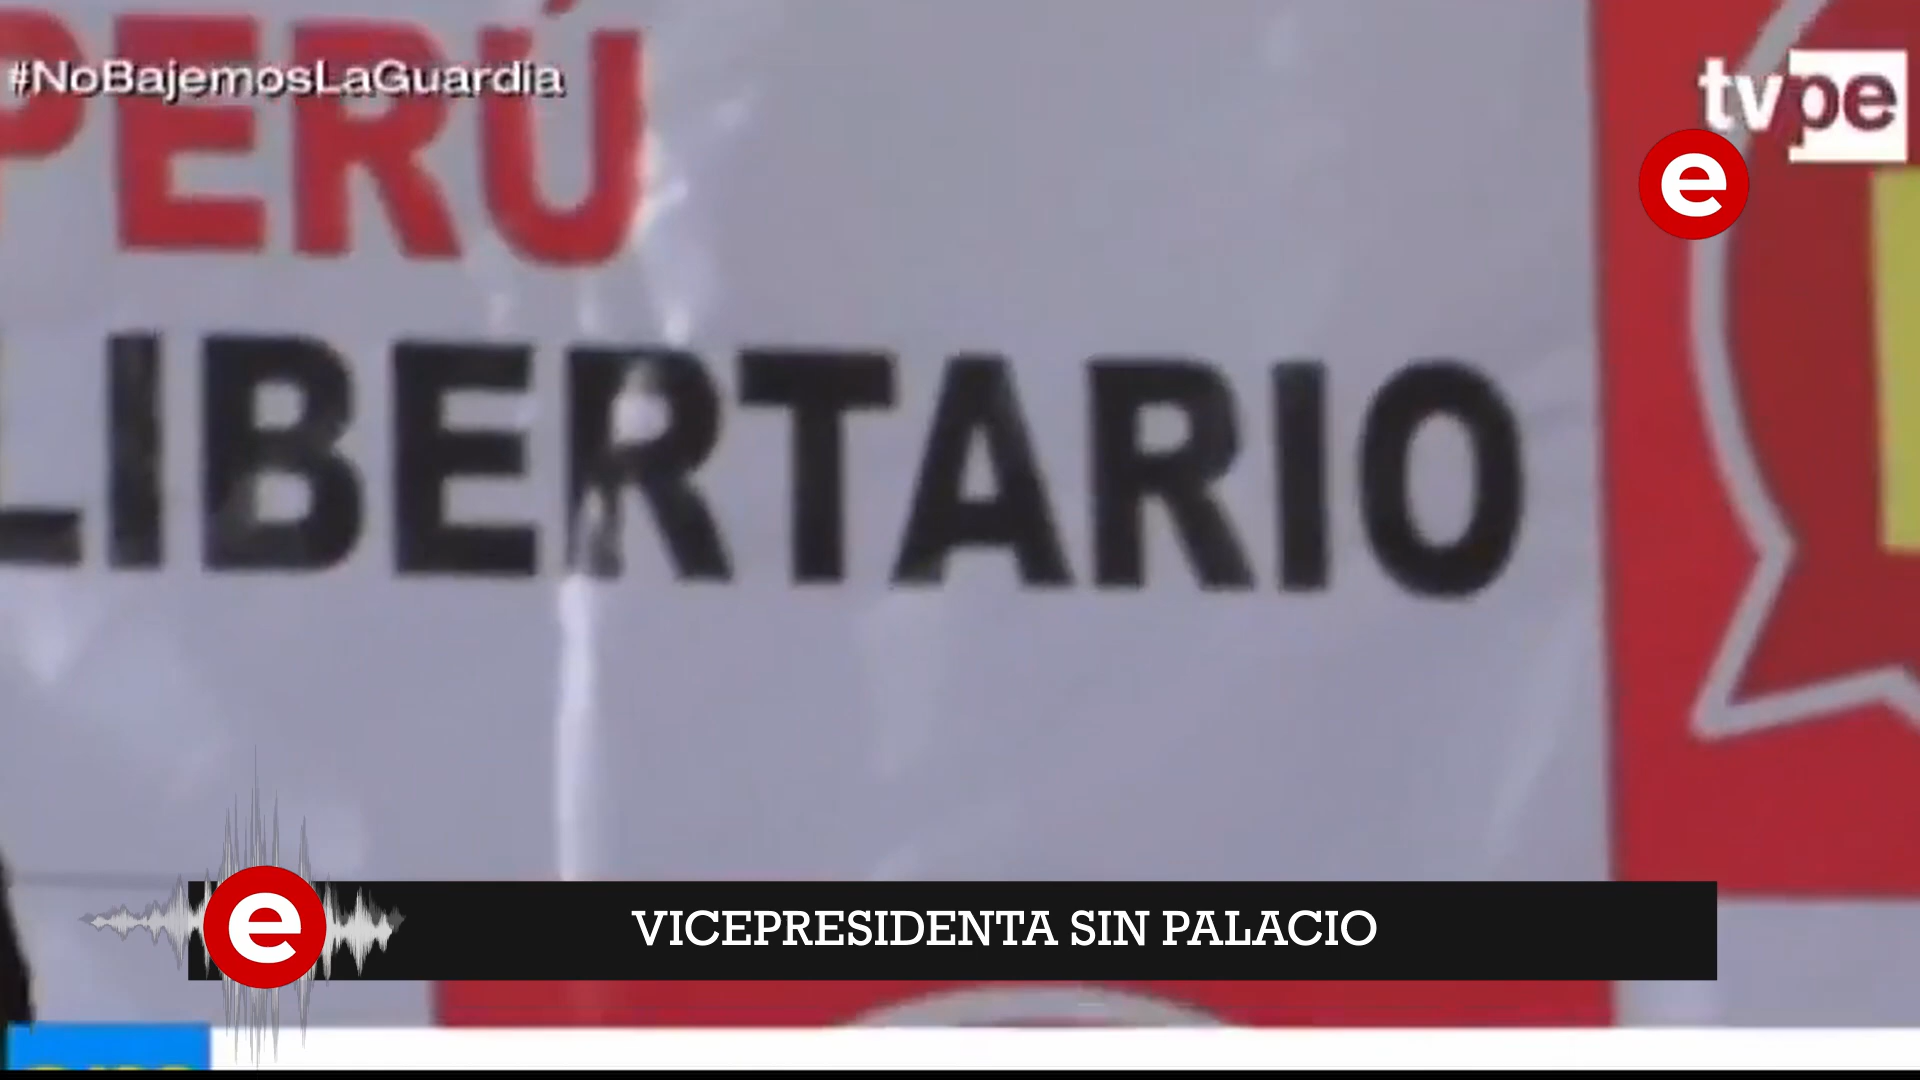 PERÚ
#NoBajemosLaGuardia
tvpe
e
LIBERTARIO
e
VICEPRESIDENTA SIN PALACIO